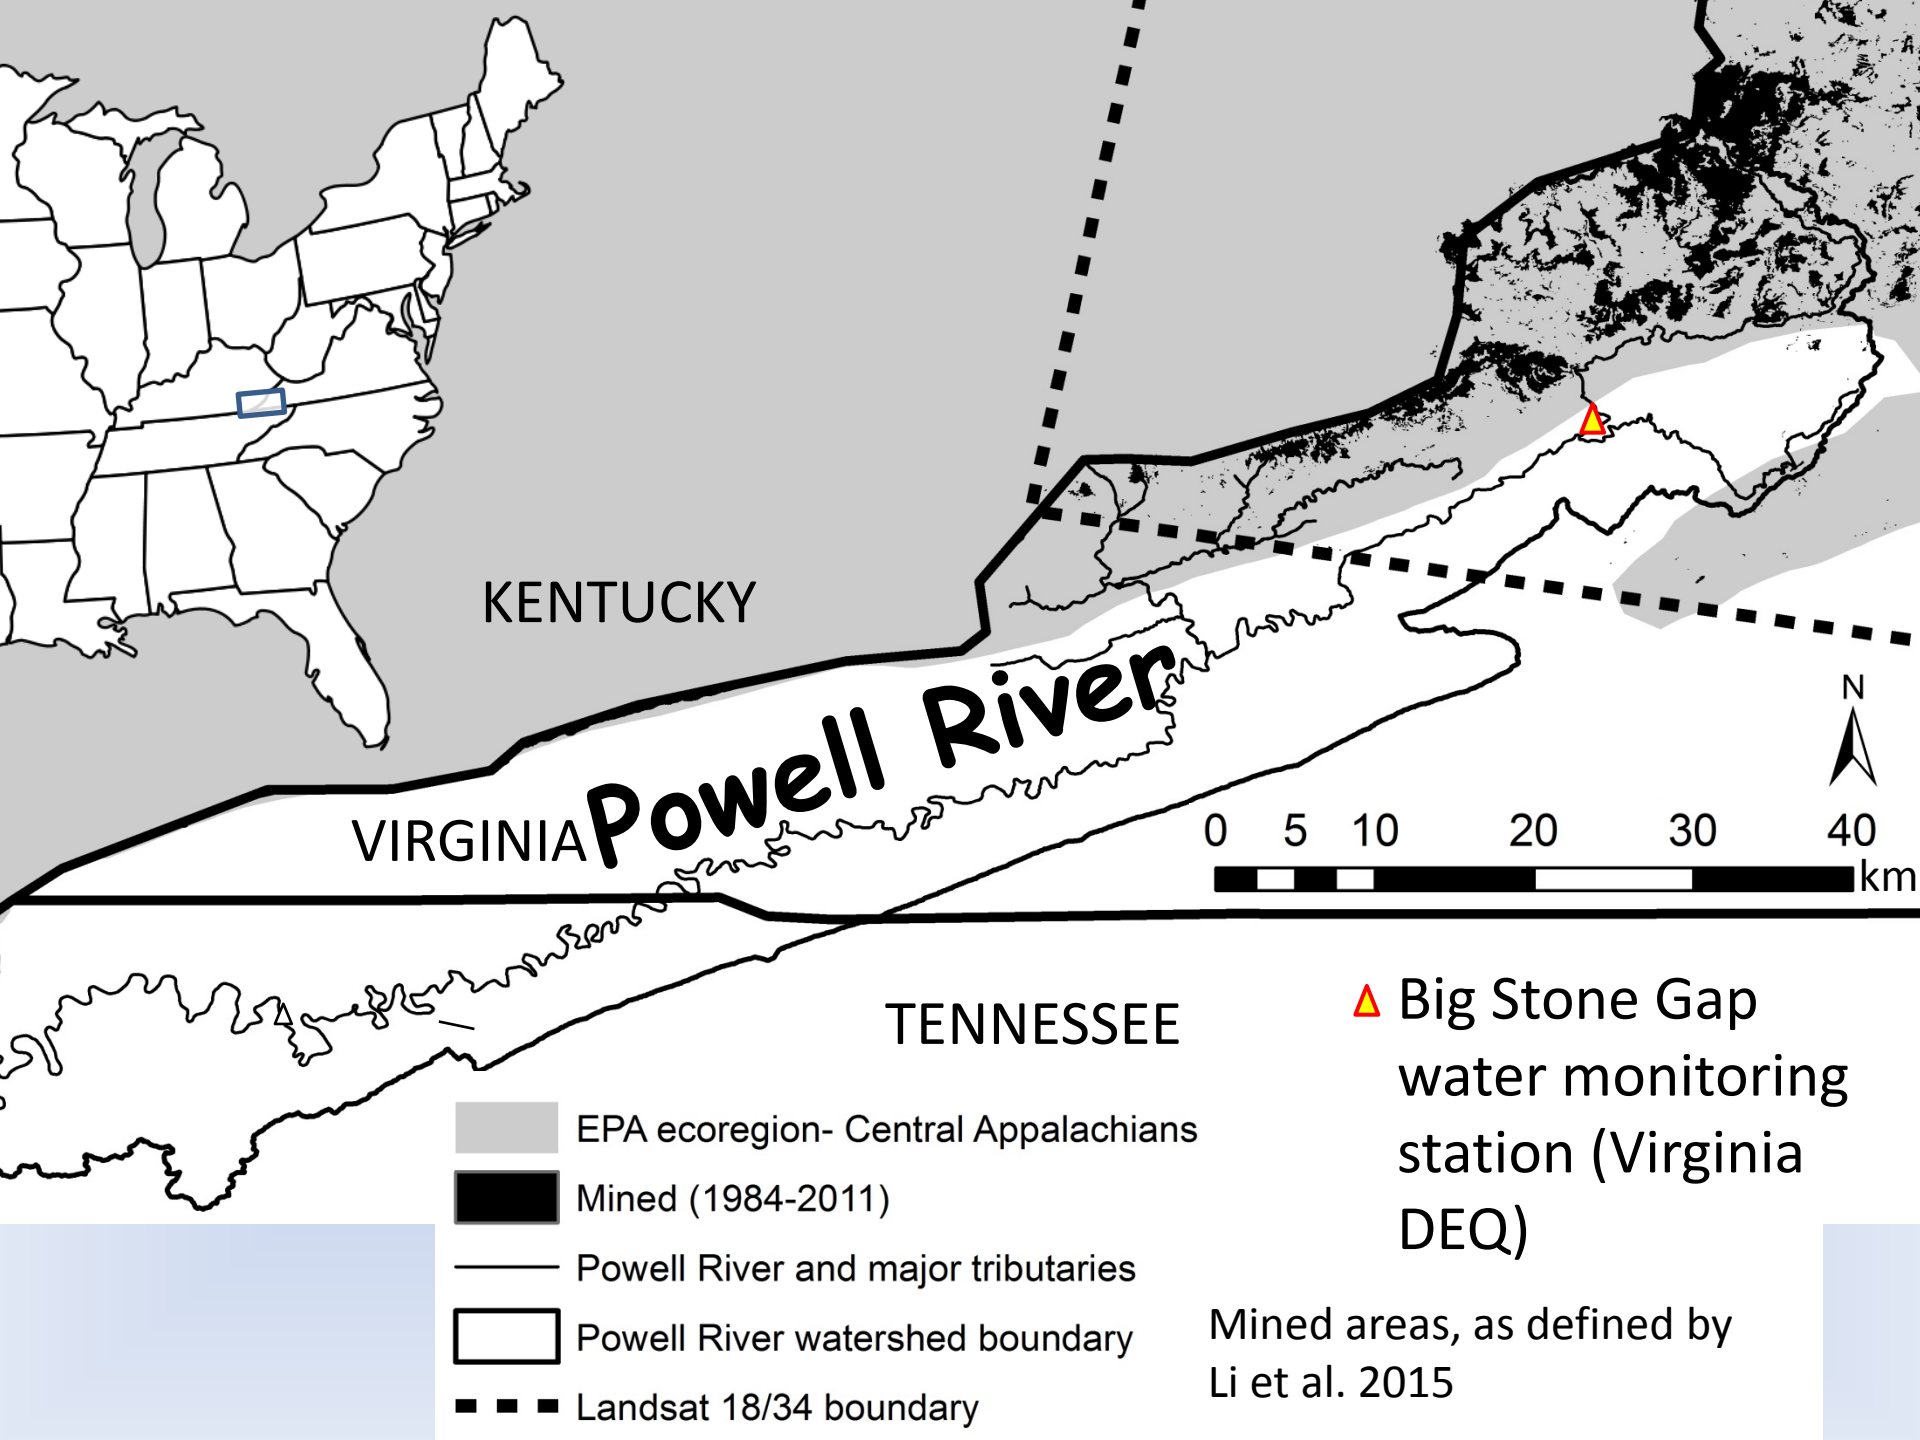 KENTUCKY
Powell River
N
VIRGINIA
0 5 10 20 30 40
km
TENNESSEE
Big Stone Gap
water monitoring
station (Virginia
DEQ)
EPA ecoregion- Central Appalachians
Mined (1984-2011)
Powell River and major tributaries
Powell River watershed boundary
Landsat 18/34 boundary
Mined areas, as defined by
Li et al. 2015